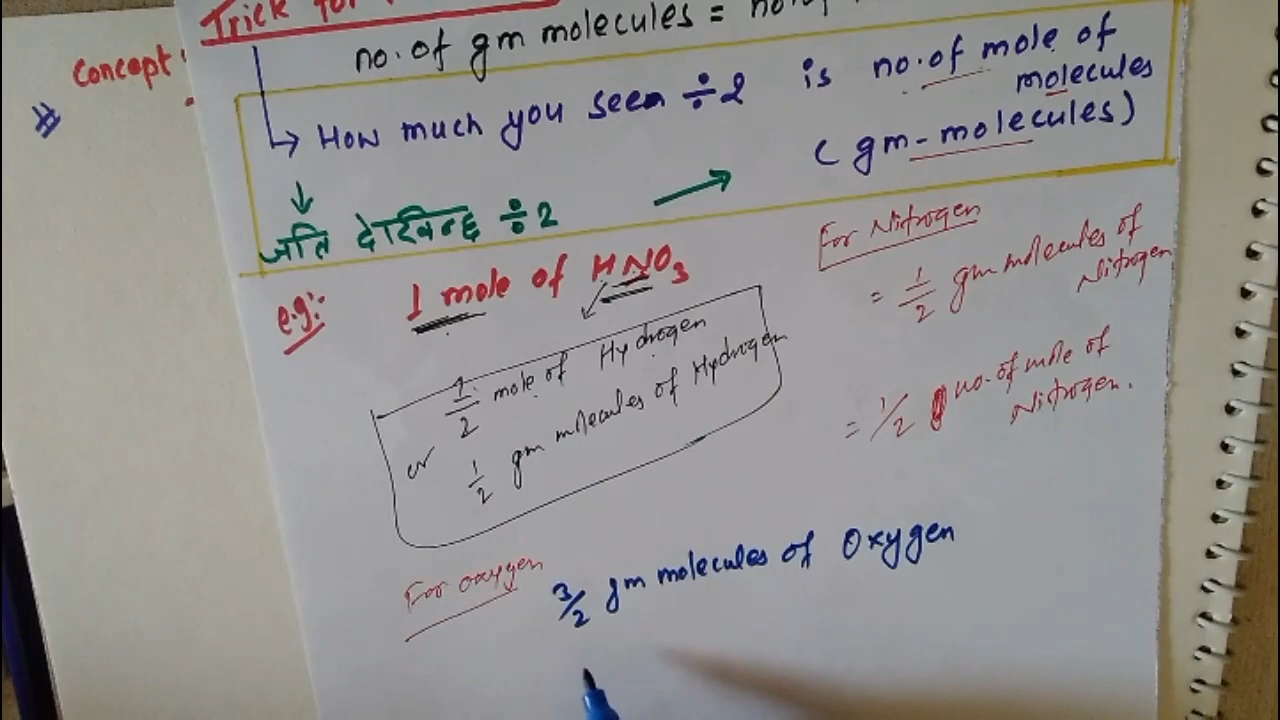 Trick for
Concept:
no. of gm molecules = no. of
→ How much you seen ÷2 is no. of mole of
molecules
(gm-molecules)
↓
जति देखिन्छ ÷2 →
e.g:- 1 mole of HNO3
1/2 mole of Hydrogen
or 1/2 gm molecules of Hydrogen
For Nitrogen
= 1/2 gm molecules of
Nitrogen
= 1/2 no. of mole of
Nitrogen.
For oxygen
3/2 gm molecules of Oxygen